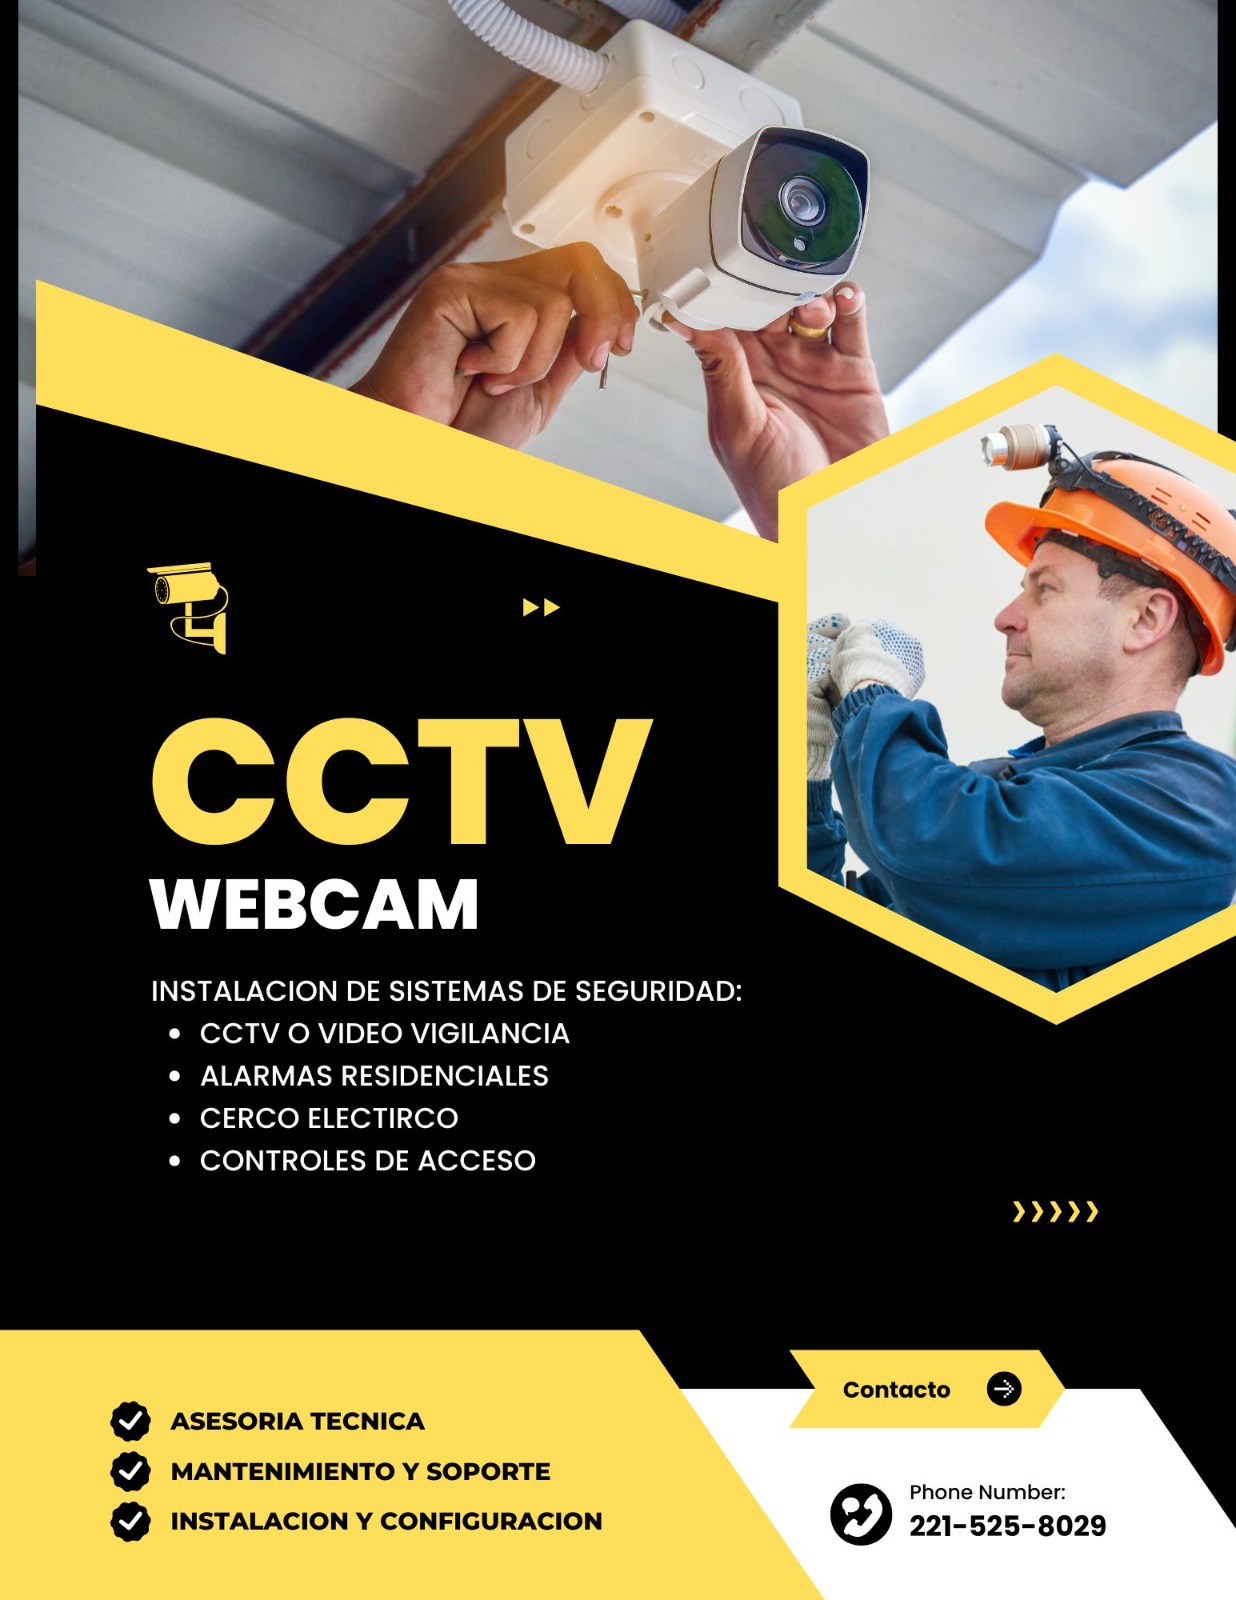 CCTV
WEBCAM
INSTALACION DE SISTEMAS DE SEGURIDAD:
• CCTV O VIDEO VIGILANCIA
• ALARMAS RESIDENCIALES
• CERCO ELECTIRCO
• CONTROLES DE ACCESO
ASESORIA TECNICA
MANTENIMIENTO Y SOPORTE
INSTALACION Y CONFIGURACION
Contacto
Phone Number:
221-525-8029